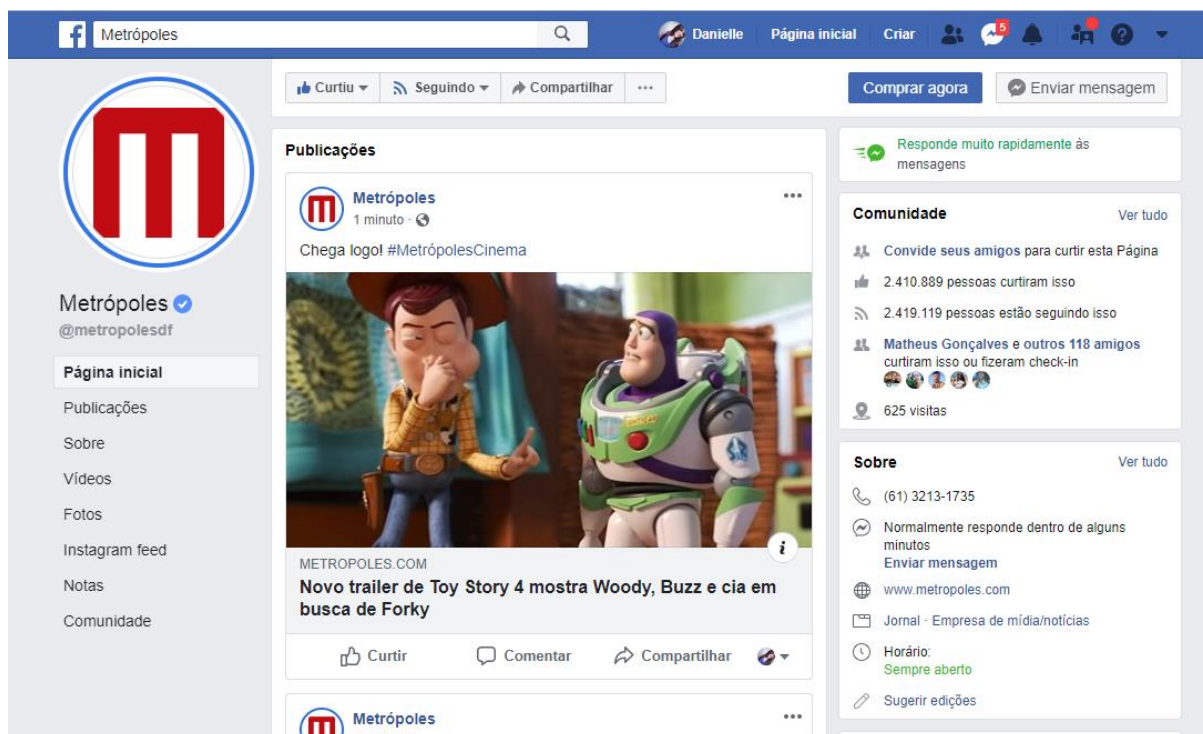 Metrópoles
Danielle
Página inicial
Criar
5
Curtiu
Seguindo
Compartilhar
Comprar agora
Enviar mensagem
Metrópoles
@metropolesdf
Página inicial
Publicações
Sobre
Vídeos
Fotos
Instagram feed
Notas
Comunidade
Publicações
Metrópoles
1 minuto
Chega logo! #MetrópolesCinema
METROPOLES.COM
Novo trailer de Toy Story 4 mostra Woody, Buzz e cia em
busca de Forky
Curtir
Comentar
Compartilhar
Metrópoles
Responde muito rapidamente às
mensagens
Comunidade
Ver tudo
Convide seus amigos para curtir esta Página
2.410.889 pessoas curtiram isso
2.419.119 pessoas estão seguindo isso
Matheus Gonçalves e outros 118 amigos
curtiram isso ou fizeram check-in
625 visitas
Sobre
Ver tudo
(61) 3213-1735
Normalmente responde dentro de alguns
minutos
Enviar mensagem
www.metropoles.com
Jornal · Empresa de mídia/notícias
Horário:
Sempre aberto
Sugerir edições